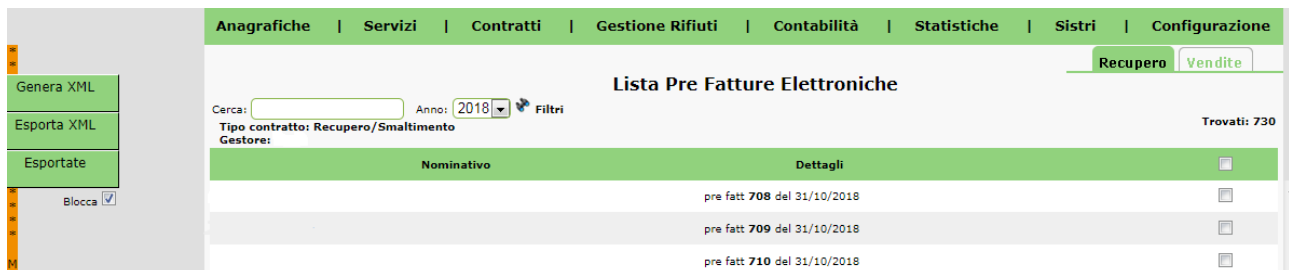 Anagrafiche | Servizi | Contratti | Gestione Rifiuti | Contabilità | Statistiche | Sistri | Configurazione
Recupero Vendite
*
*
Genera XML
Esporta XML
Esportate
Blocca
*
*
*
*
M
Lista Pre Fatture Elettroniche
Cerca: Anno: 2018 Filtri
Tipo contratto: Recupero/Smaltimento
Gestore:
Trovati: 730
Nominativo Dettagli
pre fatt 708 del 31/10/2018
pre fatt 709 del 31/10/2018
pre fatt 710 del 31/10/2018